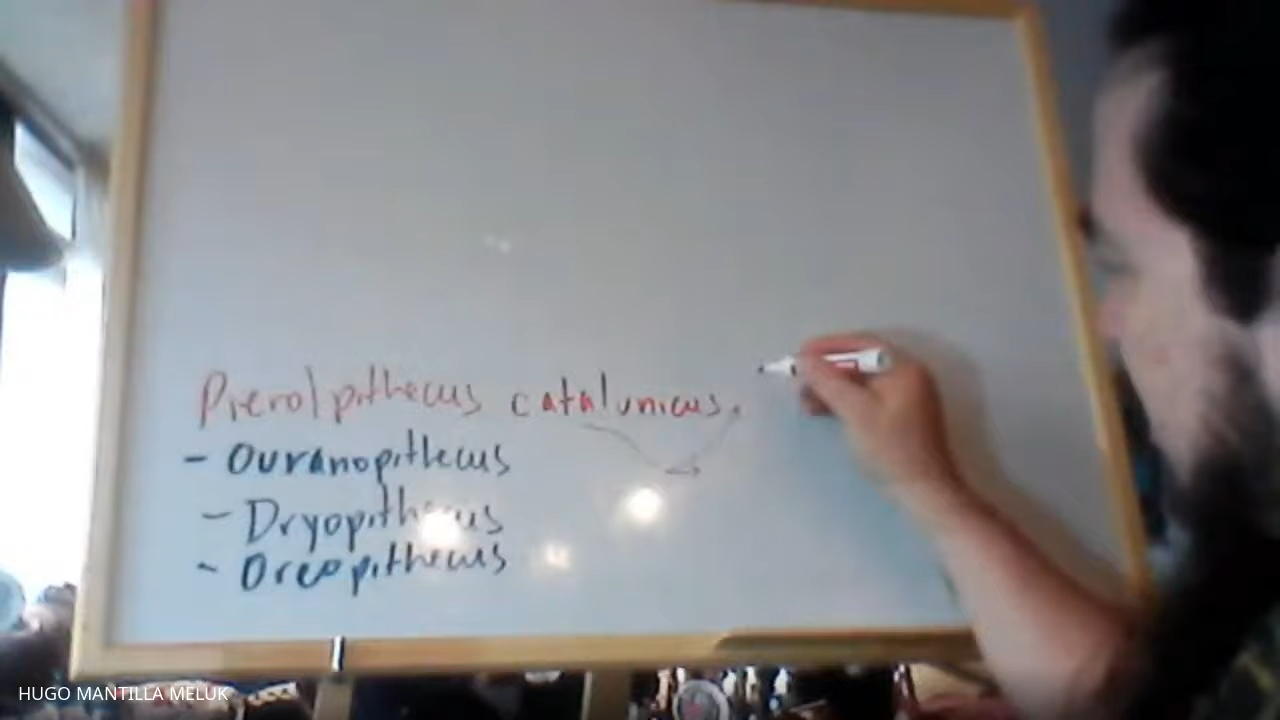 Pierolpithecus catalunicus.
- Ouranopithecus
- Dryopithecus
- Oreopithecus
HUGO MANTILLA MELUK